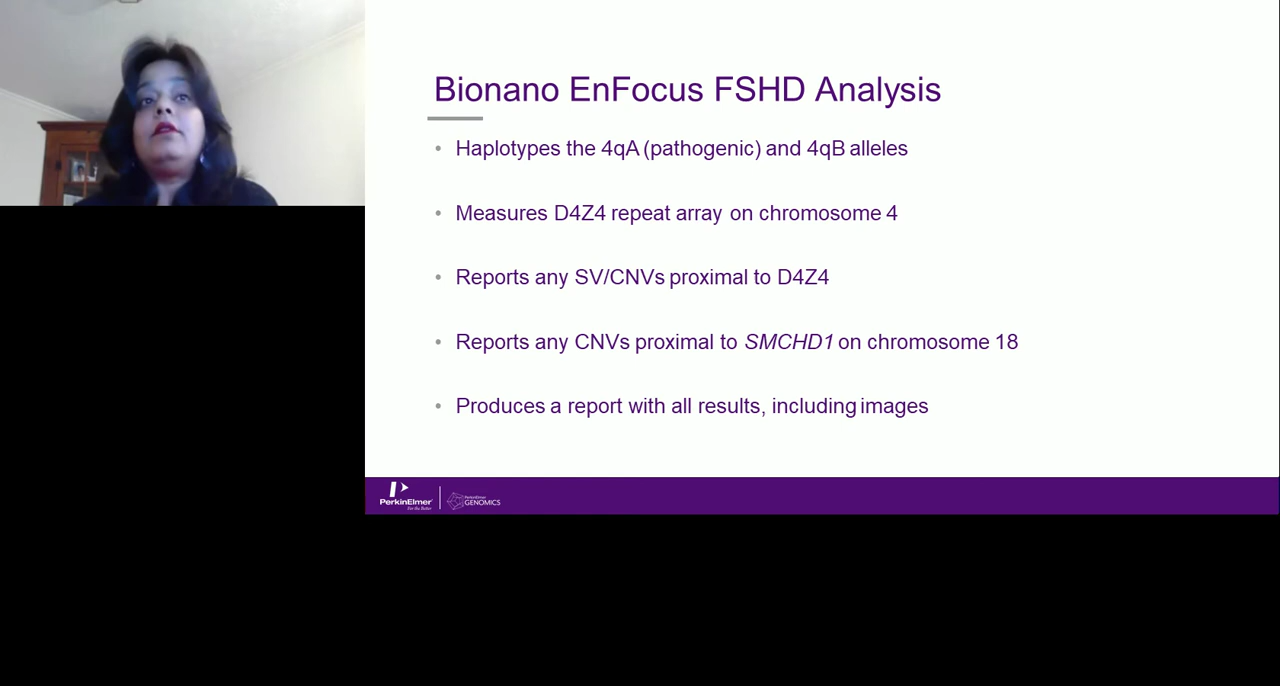 Bionano EnFocus FSHD Analysis
• Haplotypes the 4qA (pathogenic) and 4qB alleles
• Measures D4Z4 repeat array on chromosome 4
• Reports any SV/CNVs proximal to D4Z4
• Reports any CNVs proximal to SMCHD1 on chromosome 18
• Produces a report with all results, including images
PerkinElmer
For the Better
PerkinElmer
GENOMICS